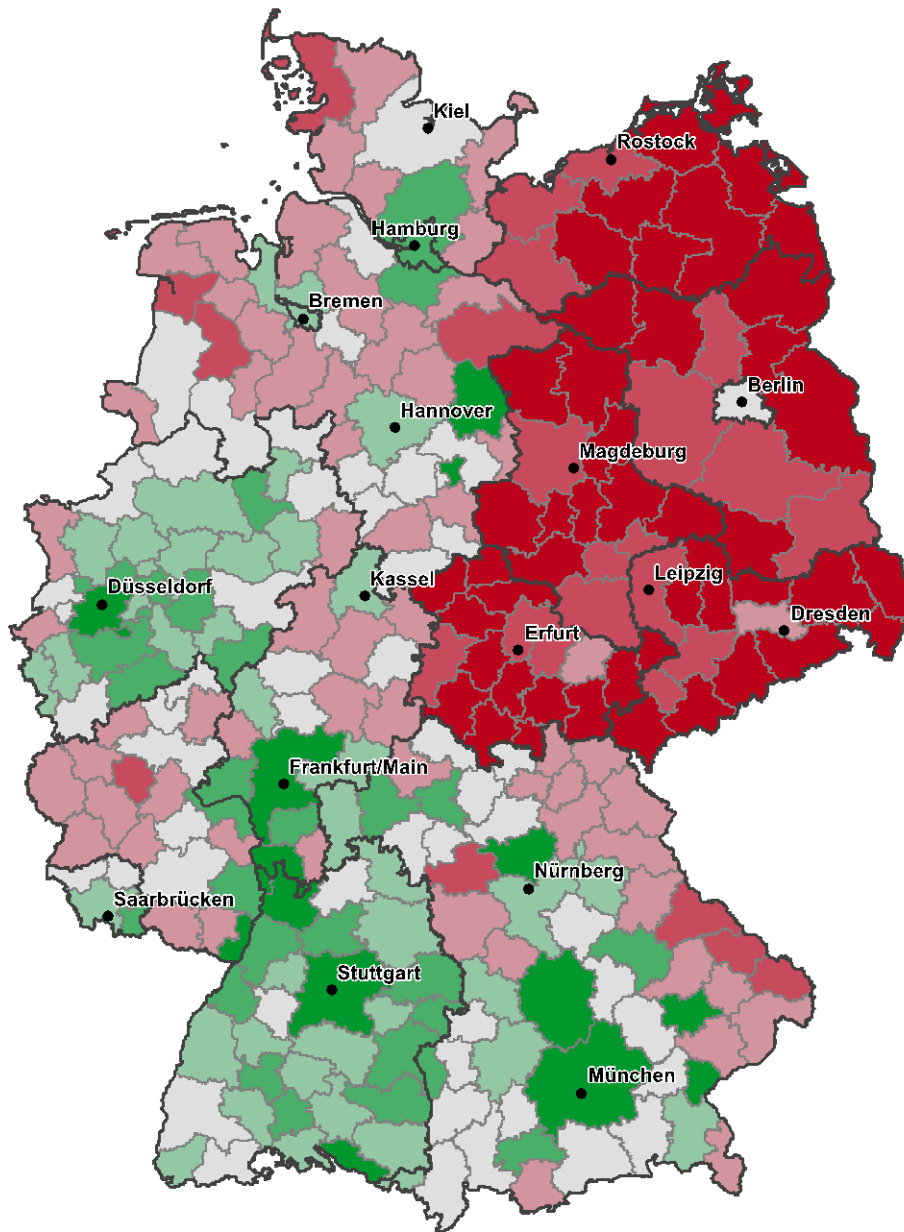 Kiel
Rostock
Hamburg
Bremen
Berlin
Hannover
Magdeburg
Düsseldorf
Kassel
Leipzig
Dresden
Erfurt
Frankfurt/Main
Nürnberg
Saarbrücken
Stuttgart
München